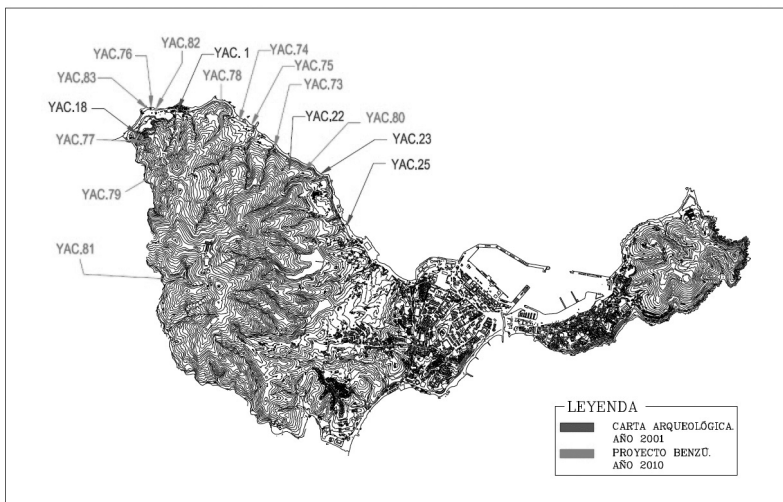 YAC.82
YAC.76
YAC. 1
YAC.74
YAC.83
YAC.78
YAC.75
YAC.73
YAC.18
YAC.22
YAC.80
YAC.77
YAC.23
YAC.25
YAC.79
YAC.81
LEYENDA
CARTA ARQUEOLÓGICA.
AÑO 2001
PROYECTO BENZÚ.
AÑO 2010